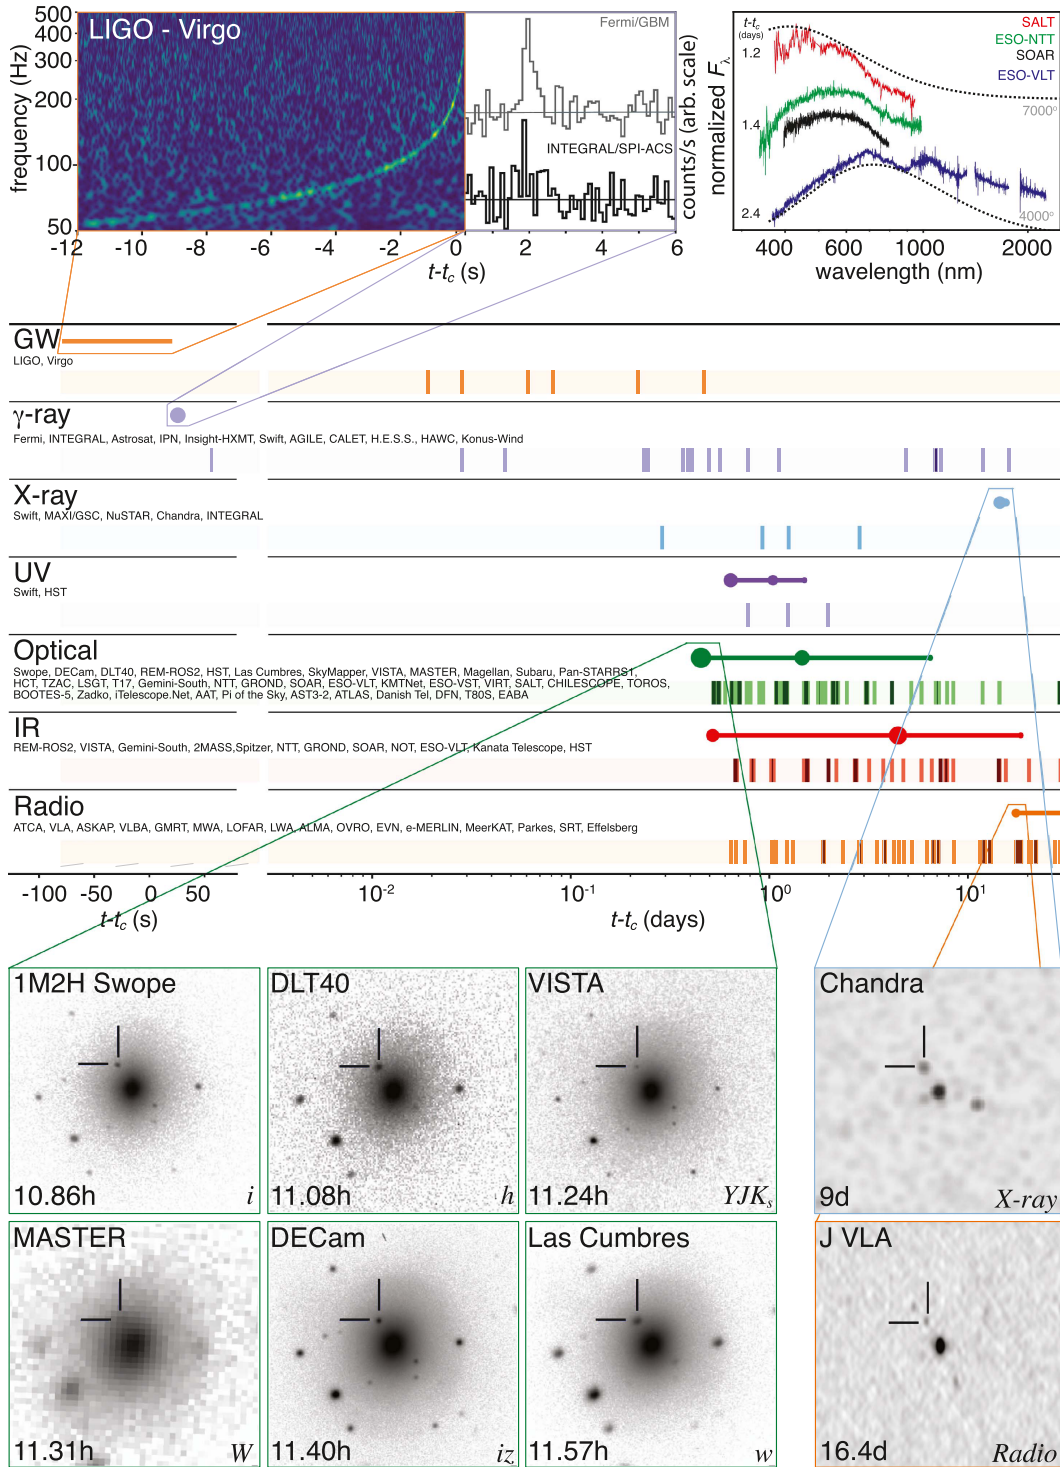 LIGO - Virgo
500
400
300
200
100
50
frequency (Hz)
-12 -10 -8 -6 -4 -2 0 2 4 6
t-tc (s)
Fermi/GBM
INTEGRAL/SPI-ACS
counts/s (arb. scale)
normalized Fλ
t-tc
(days)
1.2
1.4
2.4
SALT
ESO-NTT
SOAR
ESO-VLT
7000°
4000°
400 600 1000 2000
wavelength (nm)
GW
LIGO, Virgo
γ-ray
Fermi, INTEGRAL, Astrosat, IPN, Insight-HXMT, Swift, AGILE, CALET, H.E.S.S., HAWC, Konus-Wind
X-ray
Swift, MAXI/GSC, NuSTAR, Chandra, INTEGRAL
UV
Swift, HST
Optical
Swope, DECam, DLT40, REM-ROS2, HST, Las Cumbres, SkyMapper, VISTA, MASTER, Magellan, Subaru, Pan-STARRS1,
HCT, TZAC, LSGT, T17, Gemini-South, NTT, GROND, SOAR, ESO-VLT, KMTNet, ESO-VST, VIRT, SALT, CHILESCOPE, TOROS,
BOOTES-5, Zadko, iTelescope.Net, AAT, Pi of the Sky, AST3-2, ATLAS, Danish Tel, DFN, T80S, EABA
IR
REM-ROS2, VISTA, Gemini-South, 2MASS,Spitzer, NTT, GROND, SOAR, NOT, ESO-VLT, Kanata Telescope, HST
Radio
ATCA, VLA, ASKAP, VLBA, GMRT, MWA, LOFAR, LWA, ALMA, OVRO, EVN, e-MERLIN, MeerKAT, Parkes, SRT, Effelsberg
-100 -50 0 50
t-tc (s)
10-2 10-1 100 101
t-tc (days)
1M2H Swope
10.86h i
DLT40
11.08h h
VISTA
11.24h YJKs
Chandra
9d X-ray
MASTER
11.31h W
DECam
11.40h iz
Las Cumbres
11.57h w
J VLA
16.4d Radio